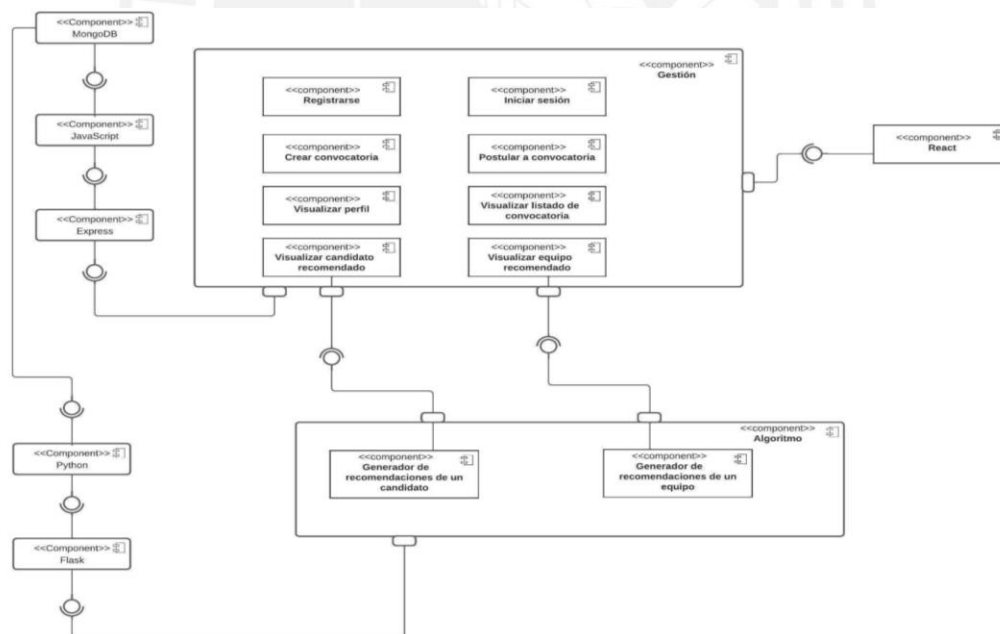 <<Component>>
MongoDB
<<Component>>
JavaScript
<<Component>>
Express
<<component>>
Gestión
<<component>>
Registrarse
<<component>>
Iniciar sesión
<<component>>
Crear convocatoria
<<component>>
Postular a convocatoria
<<component>>
Visualizar perfil
<<component>>
Visualizar listado de
convocatoria
<<component>>
Visualizar candidato
recomendado
<<component>>
Visualizar equipo
recomendado
<<component>>
React
<<Component>>
Python
<<Component>>
Flask
<<component>>
Algoritmo
<<component>>
Generador de
recomendaciones de un
candidato
<<component>>
Generador de
recomendaciones de un
equipo